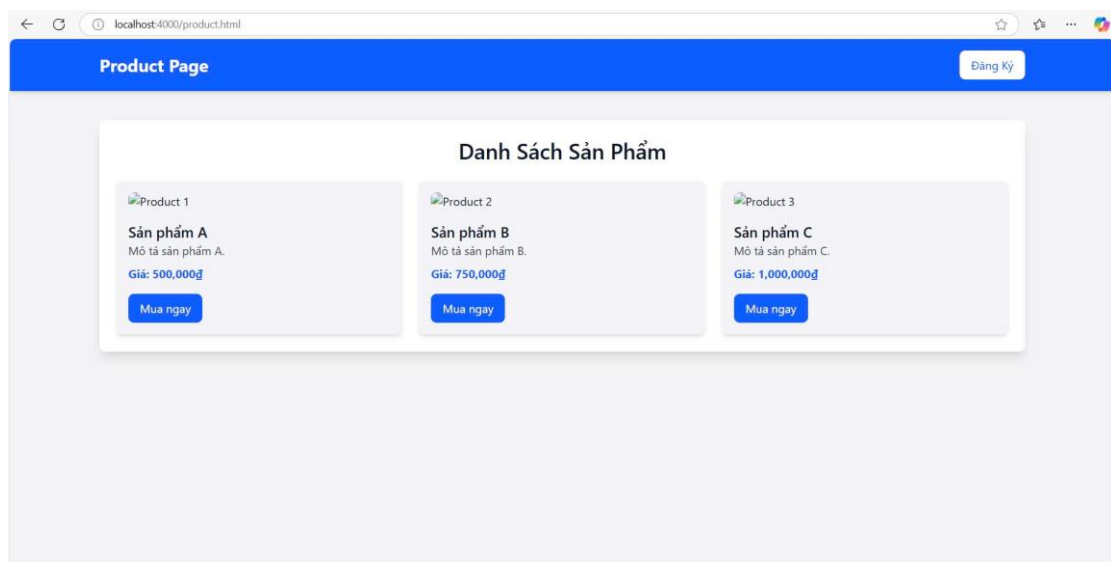 localhost:4000/product.html
Product Page
Đăng Ký
Danh Sách Sản Phẩm
Product 1
Product 2
Product 3
Sản phẩm A
Sản phẩm B
Sản phẩm C
Mô tả sản phẩm A.
Mô tả sản phẩm B.
Mô tả sản phẩm C.
Giá: 500,000₫
Giá: 750,000₫
Giá: 1,000,000₫
Mua ngay
Mua ngay
Mua ngay